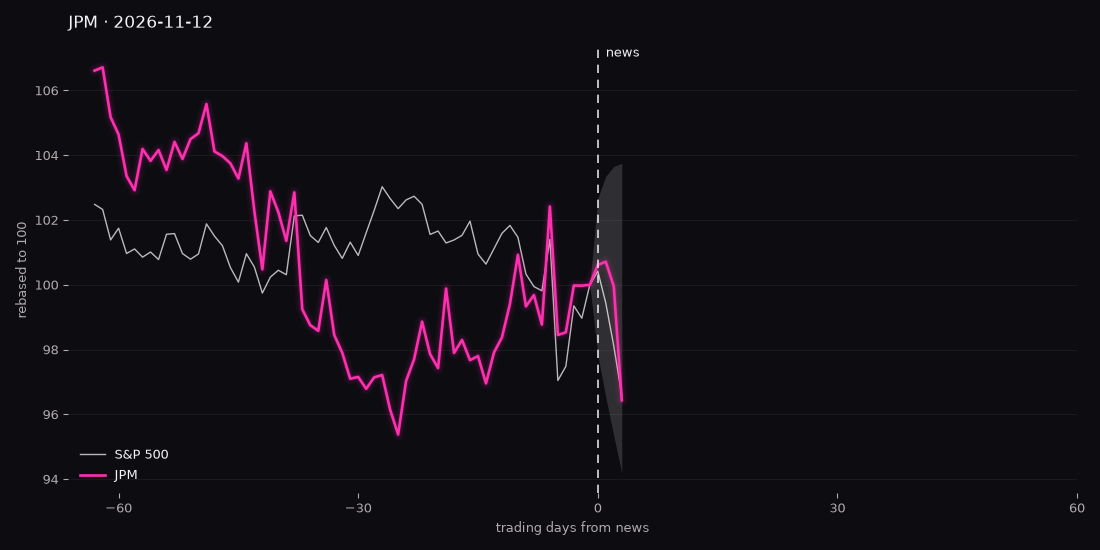 JPM · 2026-11-12
news
106
104
102
100
98
96
94
rebased to 100
S&P 500
JPM
−60
−30
0
30
60
trading days from news